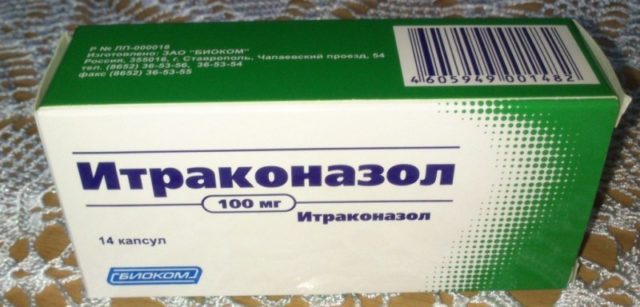 Р № ЛП-000018
Изготовлено: ЗАО "БИОКОМ"
Россия, 355016, г. Ставрополь, Чапаевский проезд, 54
тел. (8652) 36-53-56, 36-53-54
факс (8652) 36-53-55
4605949001482
Итраконазол
100 мг
Итраконазол
14 капсул
БИОКОМ